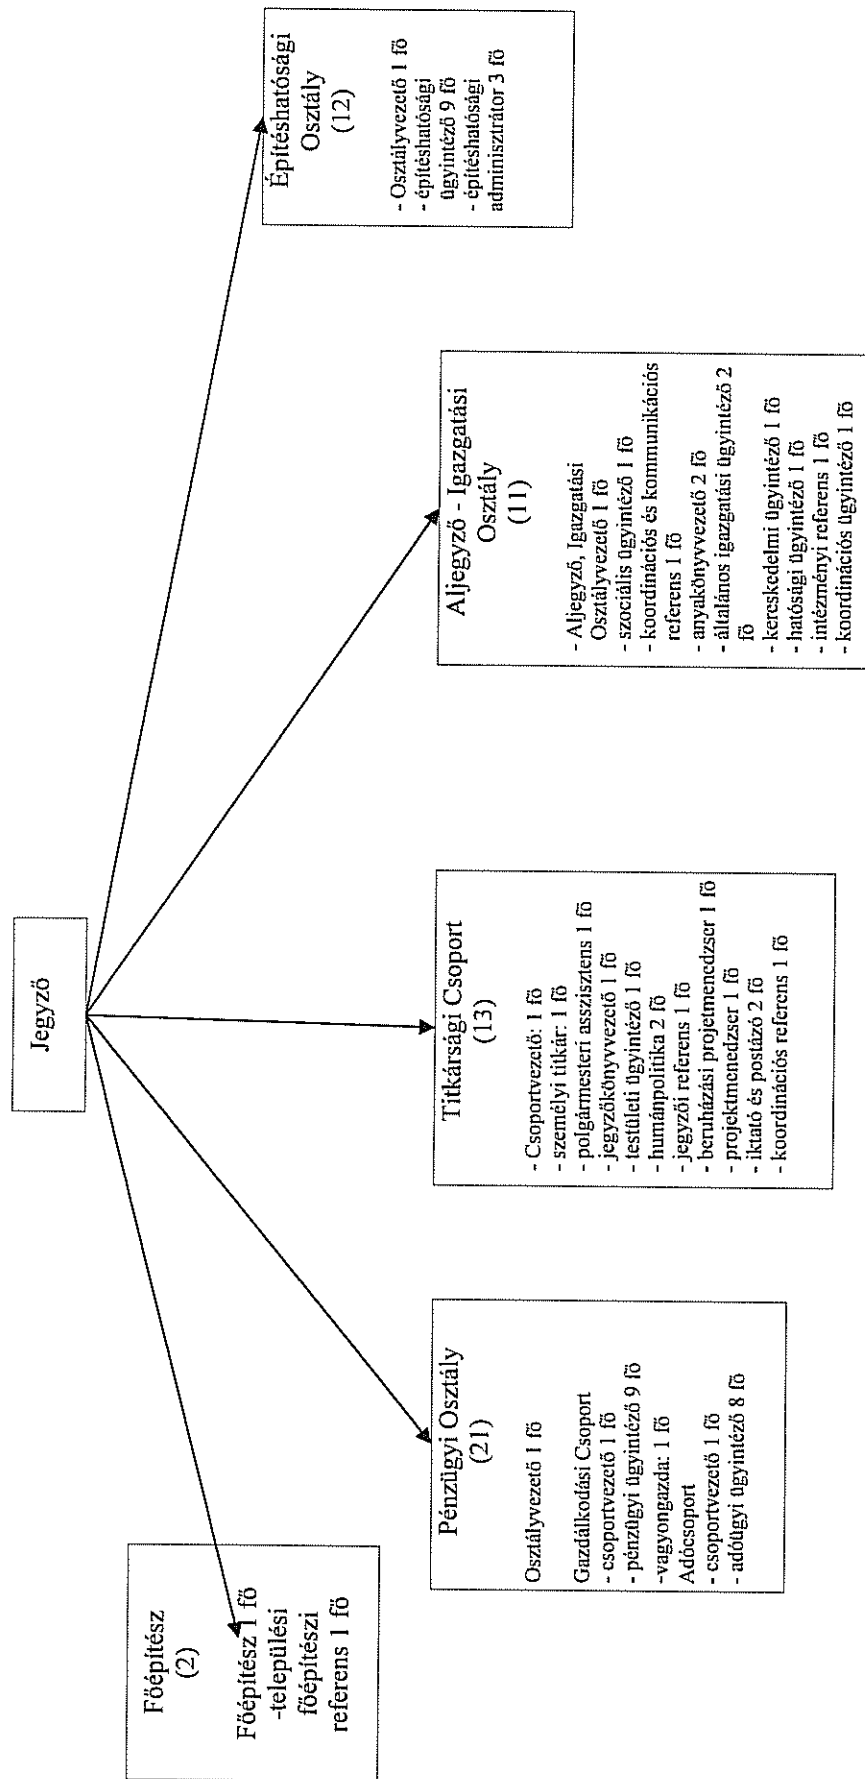 Jegyző
Főépítész
(2)
Főépítész 1 fő
-települési
főépítészi
referens 1 fő
Pénzügyi Osztály
(21)
Osztályvezető 1 fő
Gazdálkodási Csoport
- csoportvezető 1 fő
- pénzügyi ügyintéző 9 fő
-vagyongazda: 1 fő
Adócsoport
- csoportvezető 1 fő
- adóügyi ügyintéző 8 fő
Titkársági Csoport
(13)
- Csoportvezető: 1 fő
- személyi titkár: 1 fő
- polgármesteri asszisztens 1 fő
- jegyzőkönyvvezető 1 fő
- testületi ügyintéző 1 fő
- humánpolitika 2 fő
- jegyzői referens 1 fő
- beruházási projetmenedzser 1 fő
- projektmenedzser 1 fő
- iktató és postázó 2 fő
- koordinációs referens 1 fő
Aljegyző - Igazgatási
Osztály
(11)
- Aljegyző, Igazgatási
Osztályvezető 1 fő
- szociális ügyintéző 1 fő
- koordinációs és kommunikációs
referens 1 fő
- anyakönyvvezető 2 fő
- általános igazgatási ügyintéző 2
fő
- kereskedelmi ügyintéző 1 fő
- hatósági ügyintéző 1 fő
- intézményi referens 1 fő
- koordinációs ügyintéző 1 fő
Építéshatósági
Osztály
(12)
- Osztályvezető 1 fő
- építéshatósági
ügyintéző 9 fő
- építéshatósági
adminisztrátor 3 fő